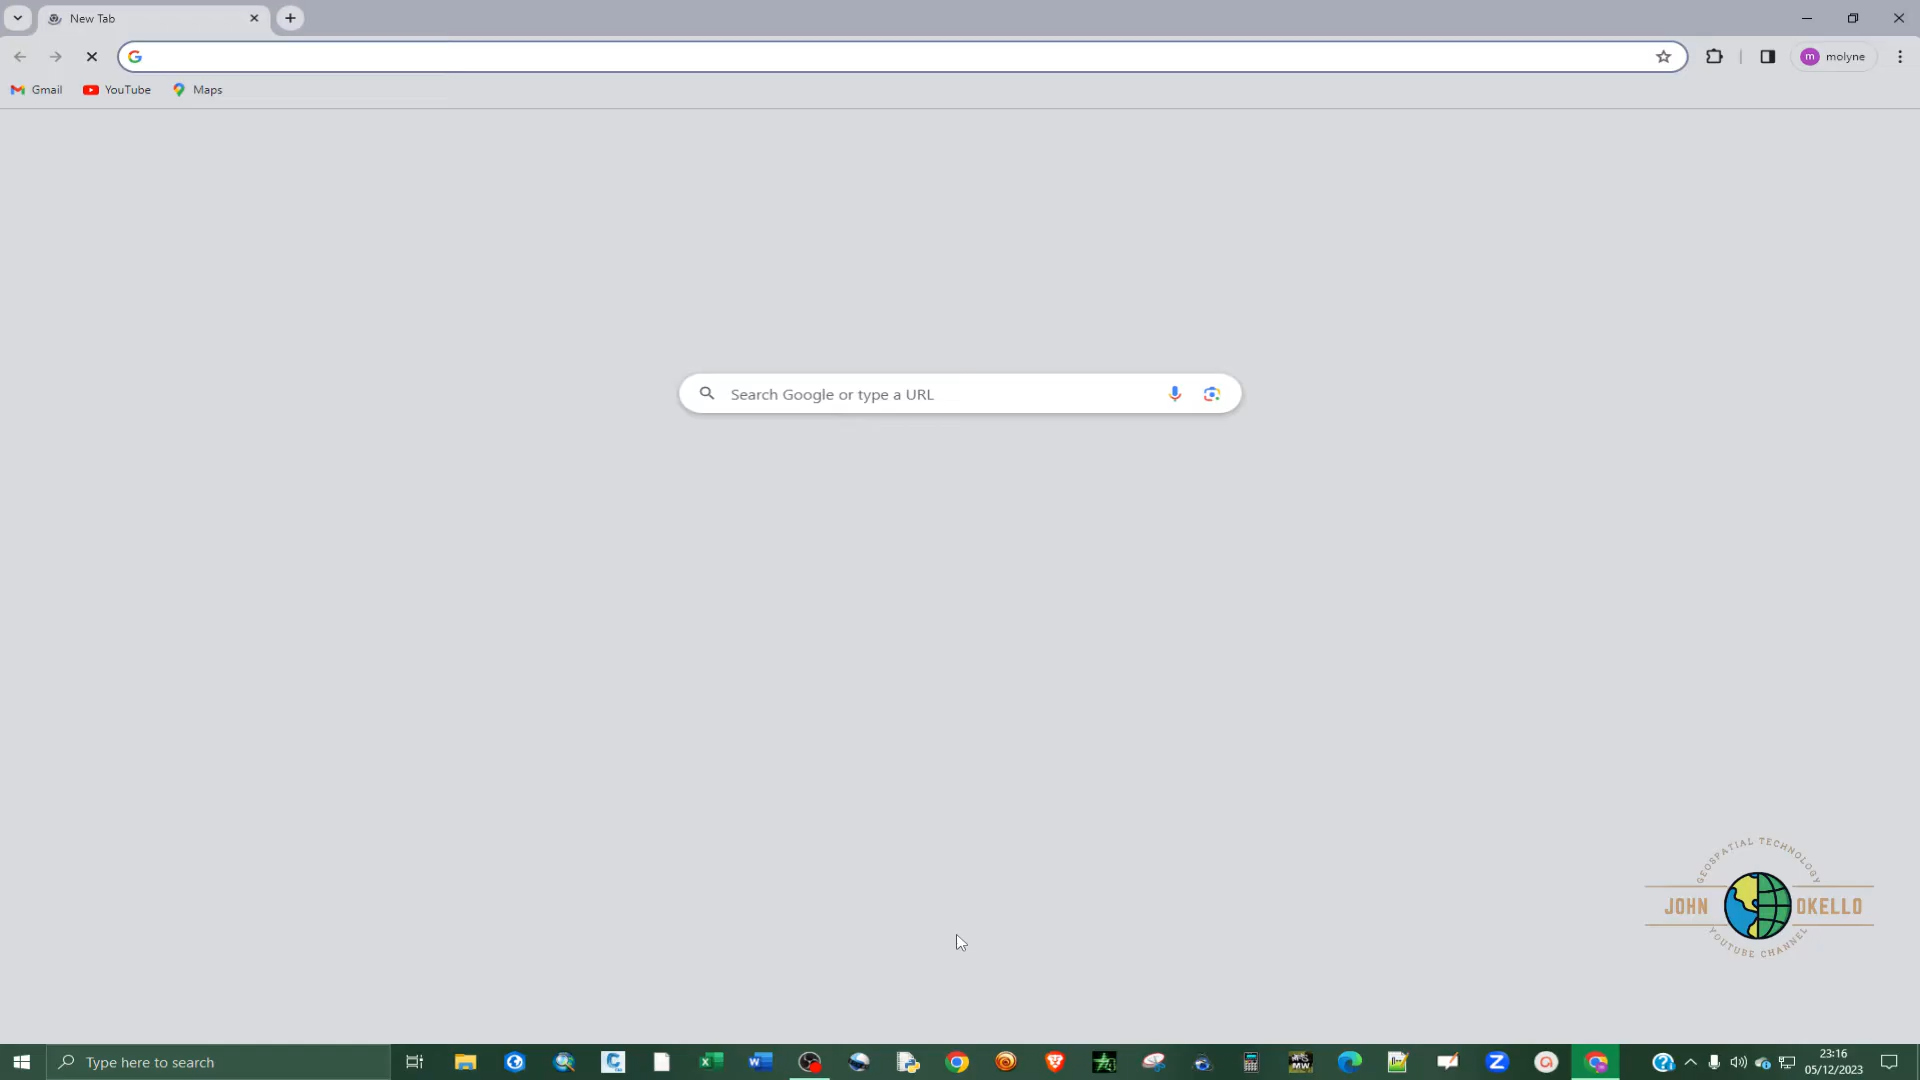 New Tab
molyne
Gmail
YouTube
Maps
Search Google or type a URL
GEOSPATIAL TECHNOLOGY
JOHN OKELLO
YOUTUBE CHANNEL
Type here to search
23:16
05/12/2023